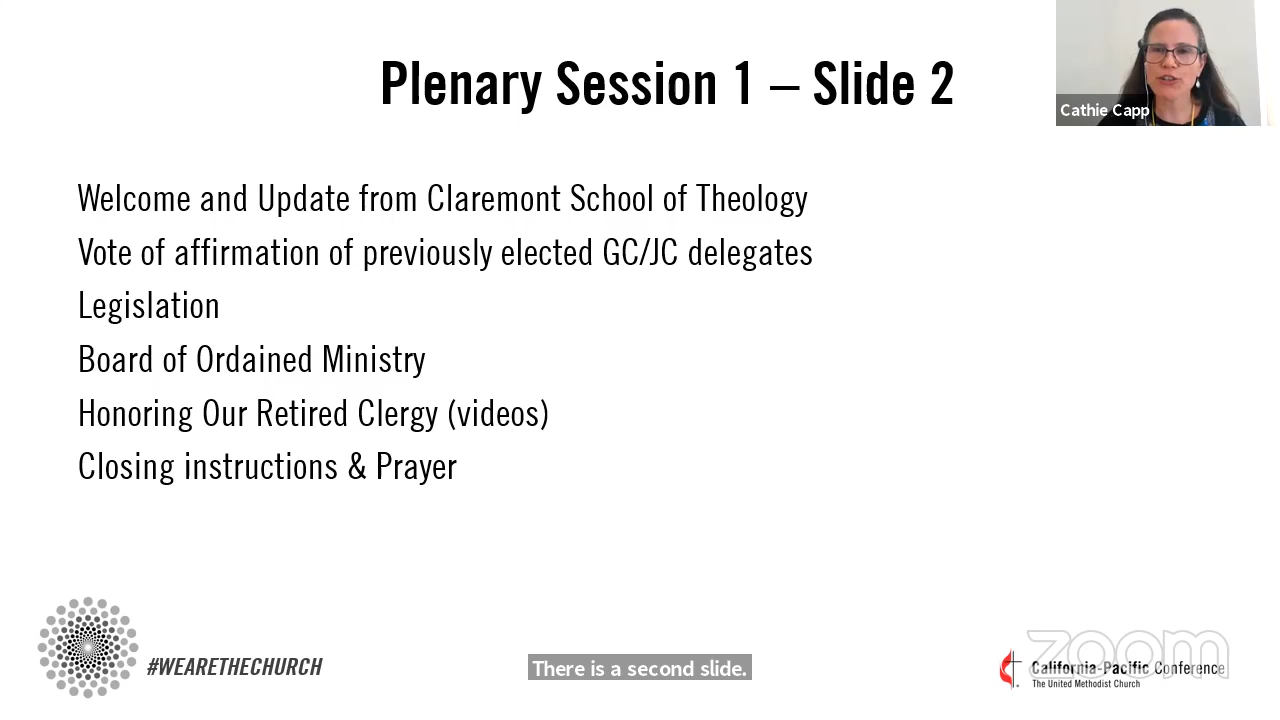 Plenary Session 1 – Slide 2
Cathie Capp
Welcome and Update from Claremont School of Theology
Vote of affirmation of previously elected GC/JC delegates
Legislation
Board of Ordained Ministry
Honoring Our Retired Clergy (videos)
Closing instructions & Prayer
#WEARETHECHURCH
There is a second slide.
zoom
California-Pacific Conference
The United Methodist Church